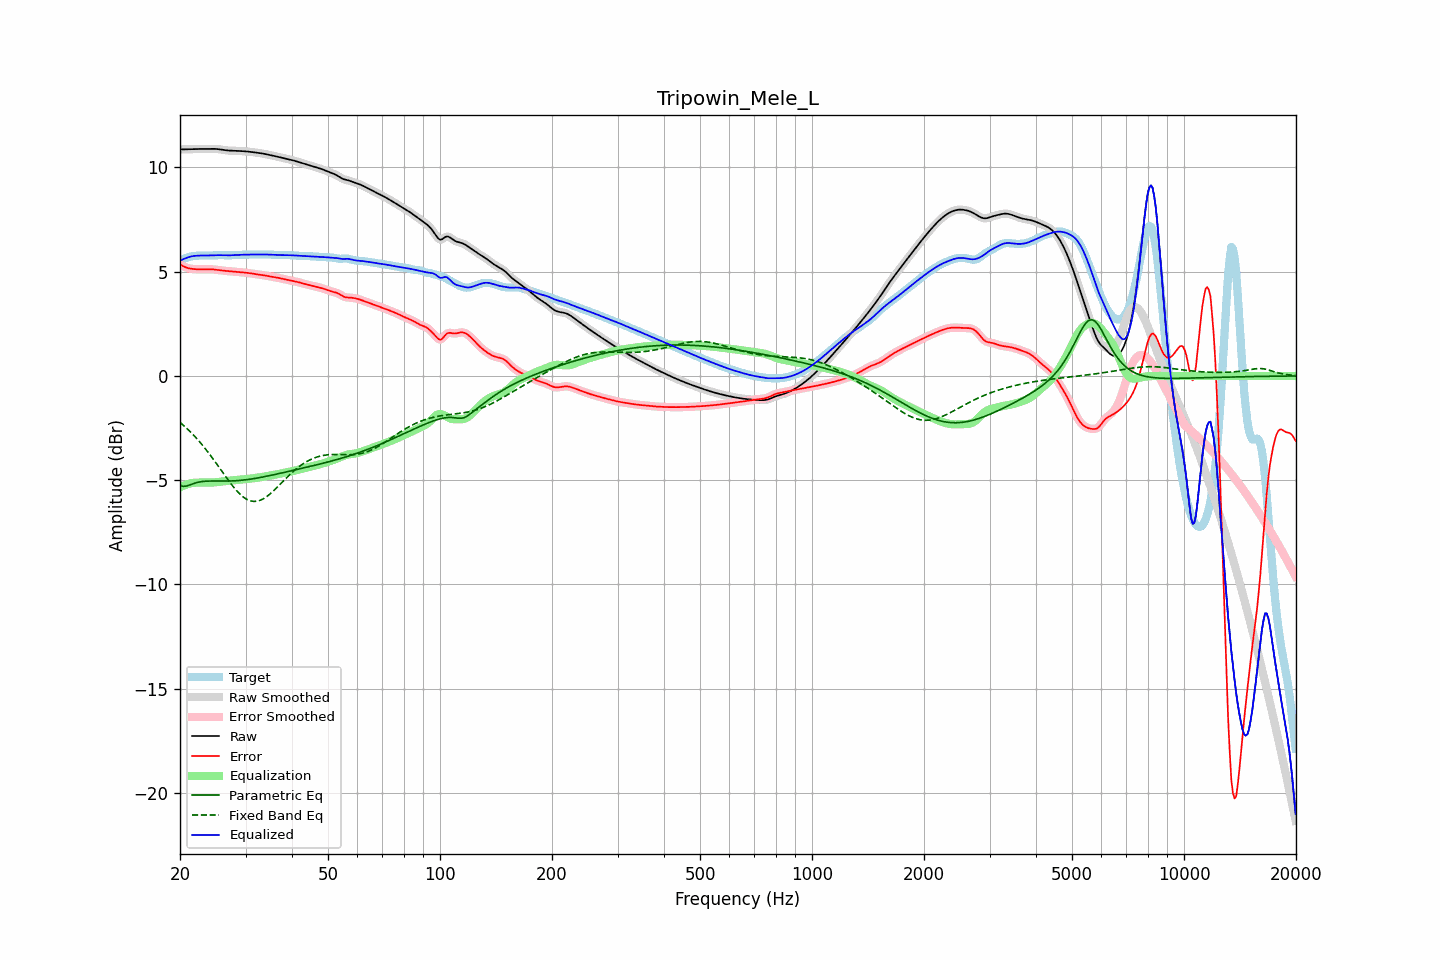 Tripowin_Mele_L
10
5
0
−5
−10
−15
−20
Amplitude (dBr)
Target
Raw Smoothed
Error Smoothed
Raw
Error
Equalization
Parametric Eq
Fixed Band Eq
Equalized
20 50 100 200 500 1000 2000 5000 10000 20000
Frequency (Hz)